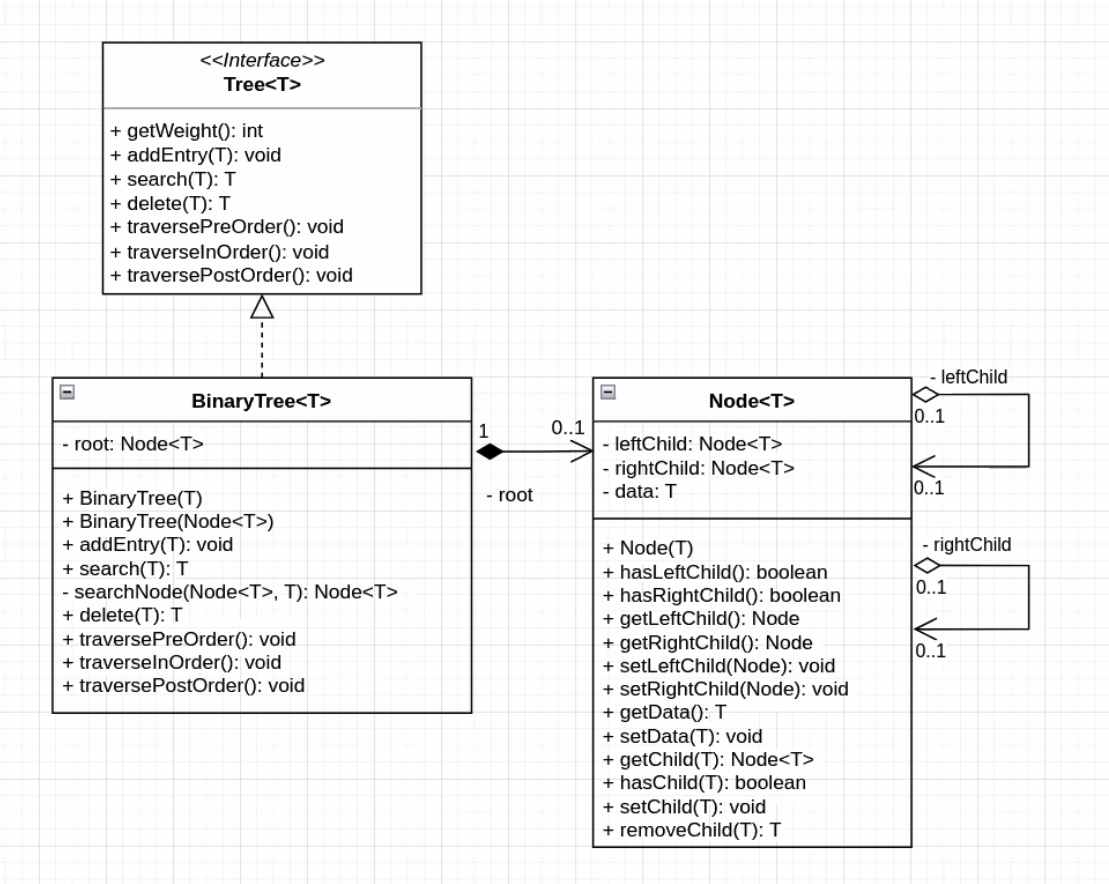 <<Interface>>
Tree<T>
+ getWeight(): int
+ addEntry(T): void
+ search(T): T
+ delete(T): T
+ traversePreOrder(): void
+ traverseInOrder(): void
+ traversePostOrder(): void
BinaryTree<T>
- root: Node<T>
+ BinaryTree(T)
+ BinaryTree(Node<T>)
+ addEntry(T): void
+ search(T): T
- searchNode(Node<T>, T): Node<T>
+ delete(T): T
+ traversePreOrder(): void
+ traverseInOrder(): void
+ traversePostOrder(): void
1
0..1
- root
Node<T>
- leftChild: Node<T>
- rightChild: Node<T>
- data: T
+ Node(T)
+ hasLeftChild(): boolean
+ hasRightChild(): boolean
+ getLeftChild(): Node
+ getRightChild(): Node
+ setLeftChild(Node): void
+ setRightChild(Node): void
+ getData(): T
+ setData(T): void
+ getChild(T): Node<T>
+ hasChild(T): boolean
+ setChild(T): void
+ removeChild(T): T
- leftChild
0..1
0..1
- rightChild
0..1
0..1